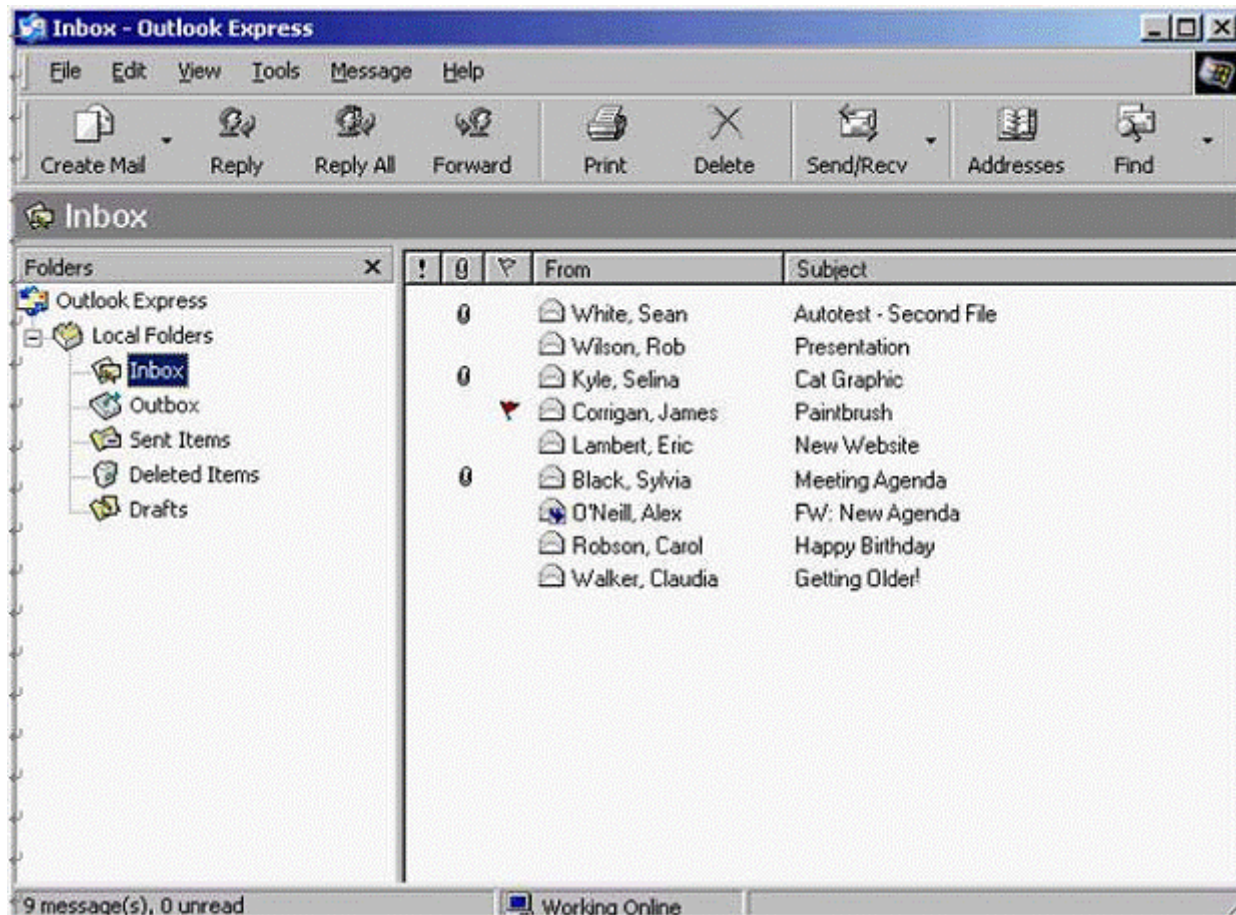 Inbox - Outlook Express
File Edit View Tools Message Help
Create Mail Reply Reply All Forward Print Delete Send/Recv Addresses Find
Inbox
Folders
Outlook Express
Local Folders
Inbox
Outbox
Sent Items
Deleted Items
Drafts
! From Subject
White, Sean Autotest - Second File
Wilson, Rob Presentation
Kyle, Selina Cat Graphic
Corrigan, James Paintbrush
Lambert, Eric New Website
Black, Sylvia Meeting Agenda
O'Neill, Alex FW: New Agenda
Robson, Carol Happy Birthday
Walker, Claudia Getting Older!
9 message(s), 0 unread Working Online